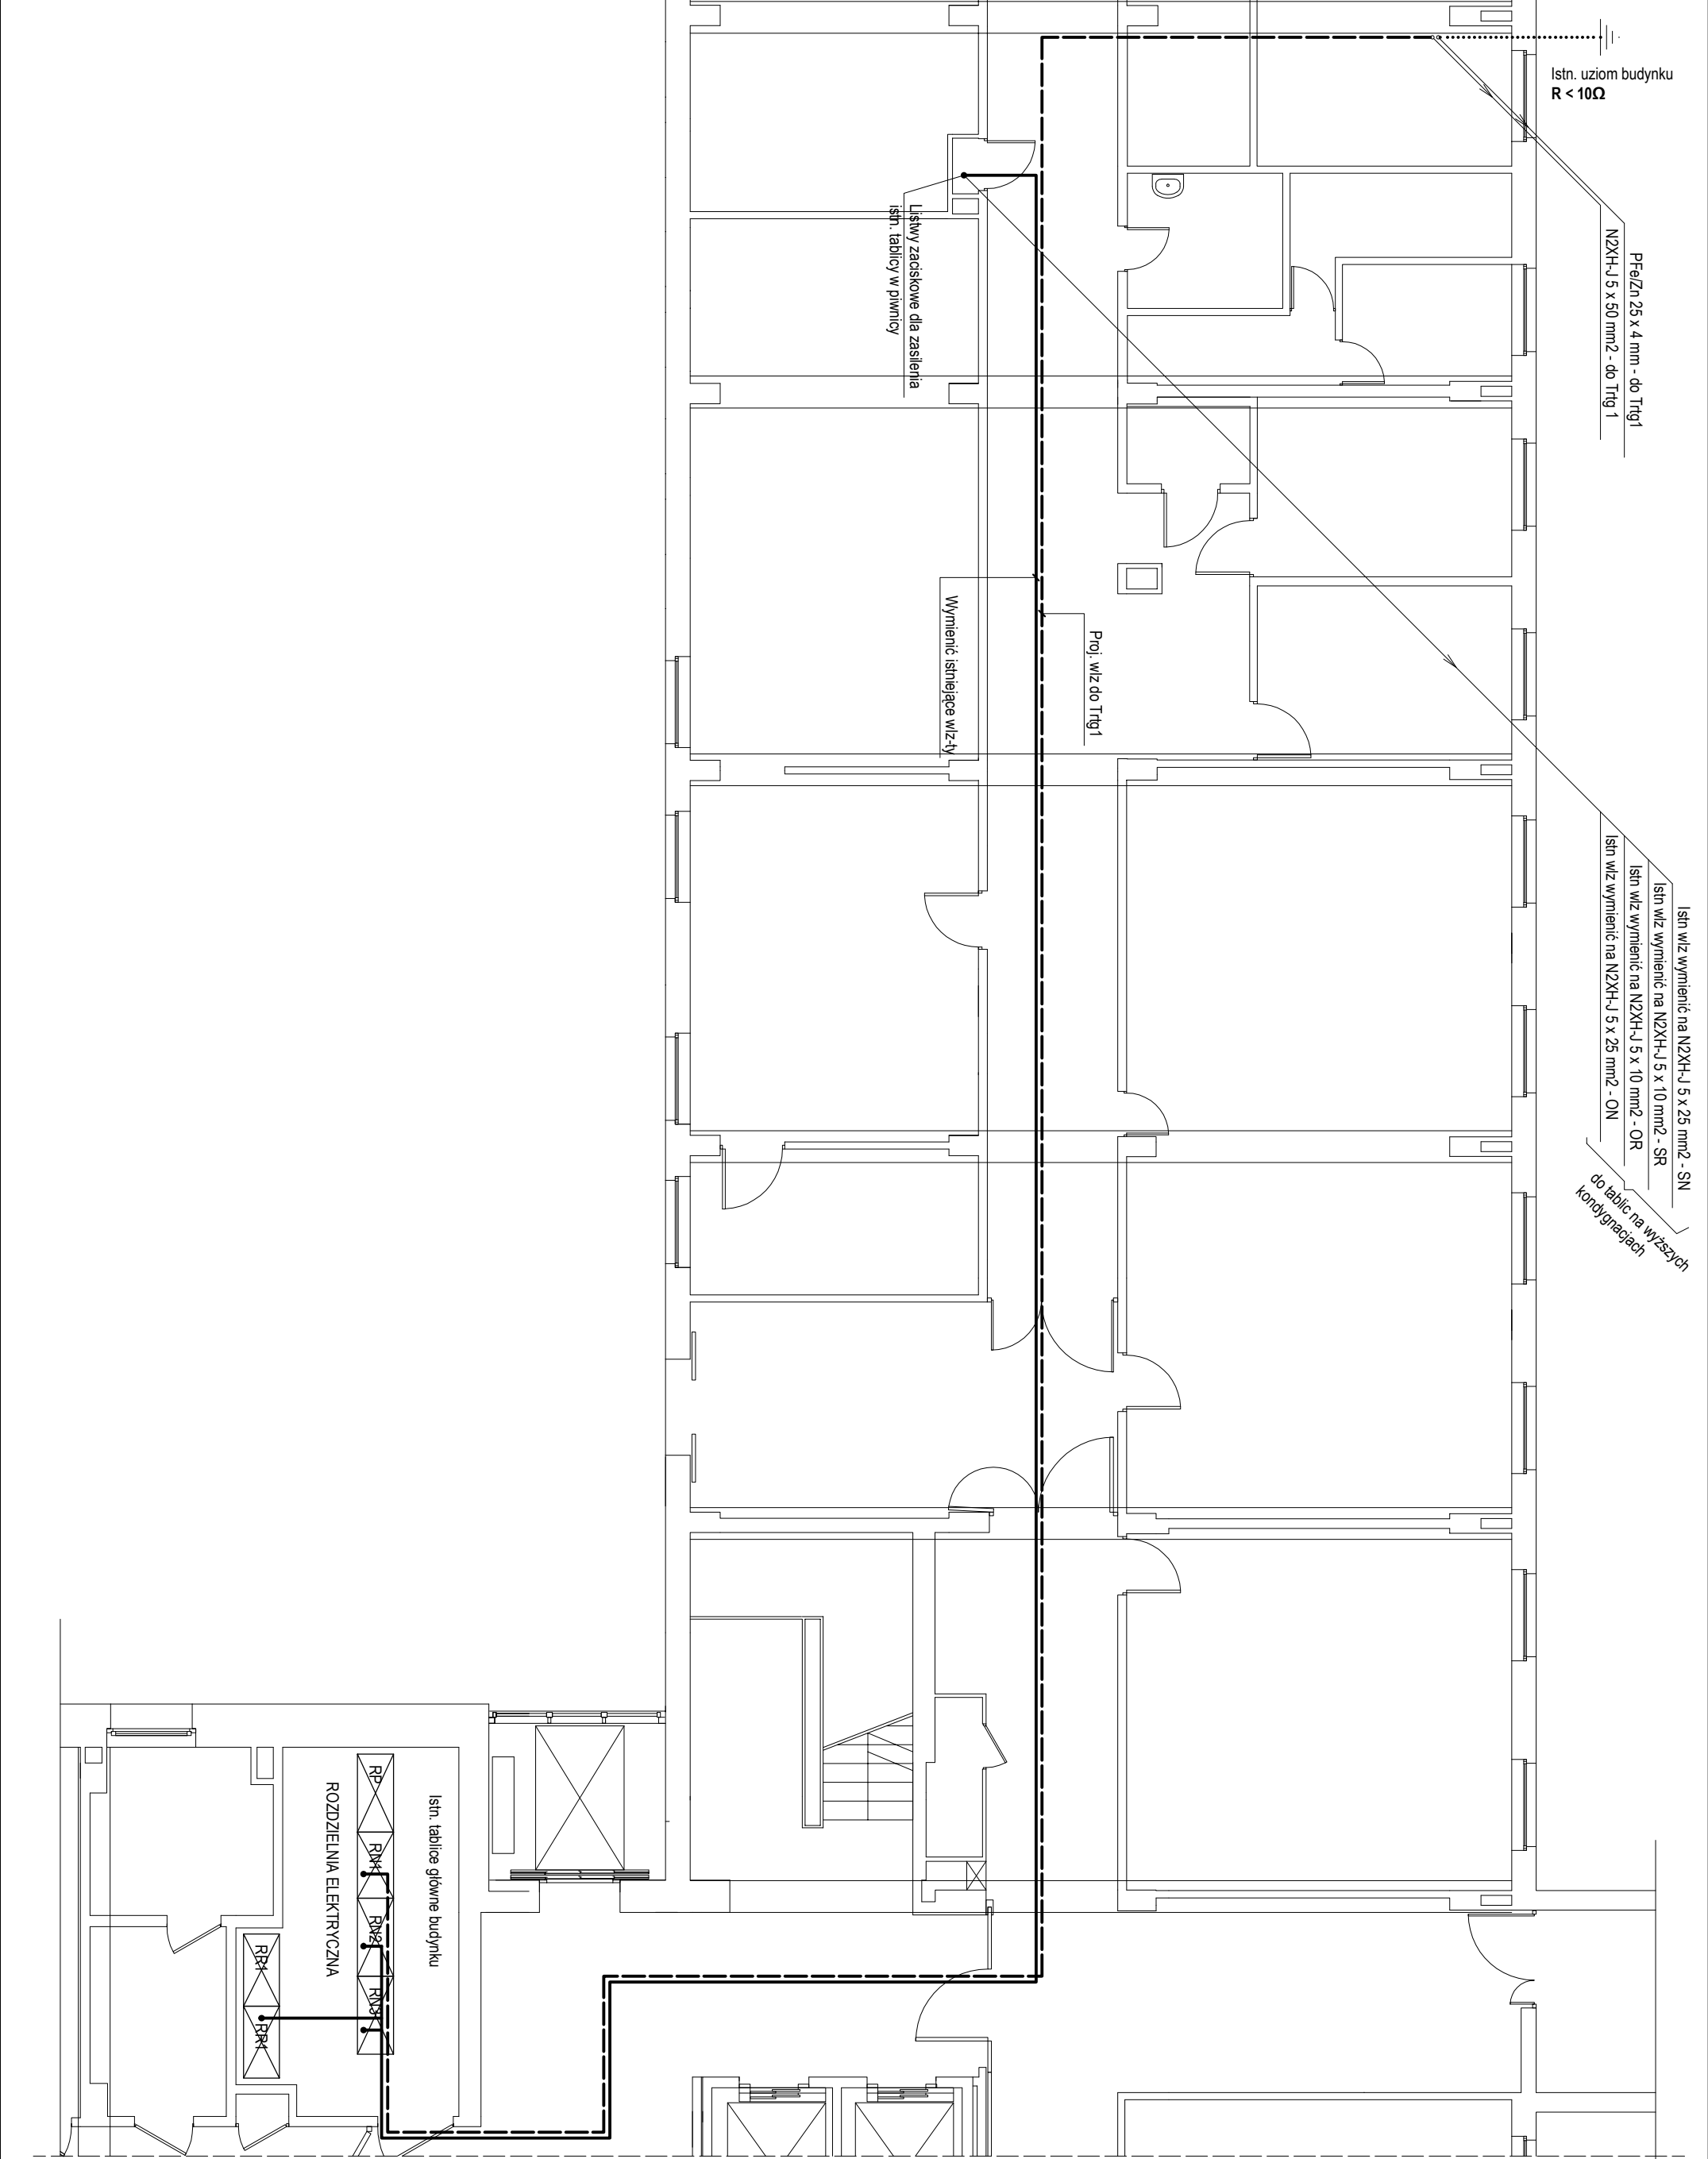 Istn. uziom budynku
R < 10Ω
PFe/Zn 25 x 4 mm - do Trtg1
N2XH-J 5 x 50 mm2 - do Trtg 1
Listwy zaciskowe dla zasilenia
istn. tablicy w piwnicy
Wymienić istniejące wlz-ty
Proj. wlz do Trtg1
Istn wlz wymienić na N2XH-J 5 x 25 mm2 - SN
Istn wlz wymienić na N2XH-J 5 x 10 mm2 - SR
Istn wlz wymienić na N2XH-J 5 x 10 mm2 - OR
Istn wlz wymienić na N2XH-J 5 x 25 mm2 - ON
do tablic na wyższych
kondygnacjach
Istn. tablice główne budynku
RP
RN1
RN2
RN3
ROZDZIELNIA ELEKTRYCZNA
RR1
RR1